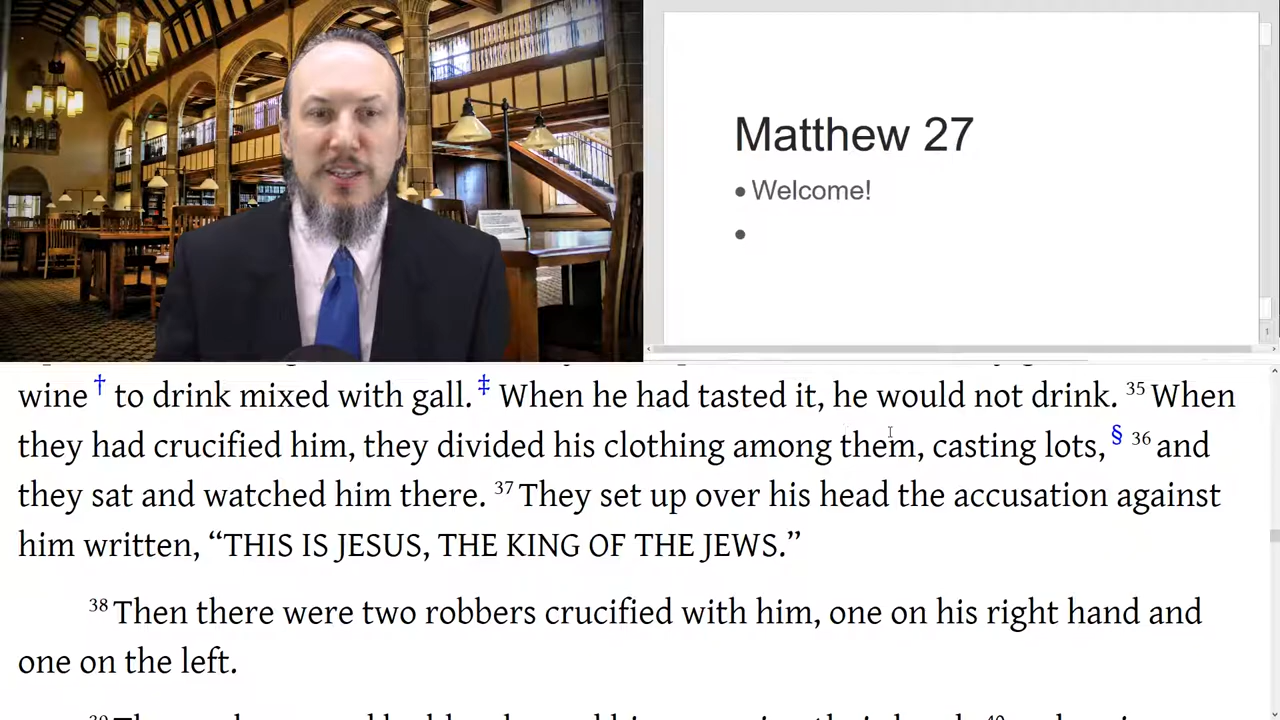 Matthew 27
• Welcome!
•
1
wine † to drink mixed with gall. ‡ When he had tasted it, he would not drink. 35 When
they had crucified him, they divided his clothing among them, casting lots, § 36 and
they sat and watched him there. 37 They set up over his head the accusation against
him written, “THIS IS JESUS, THE KING OF THE JEWS.”
38 Then there were two robbers crucified with him, one on his right hand and
one on the left.